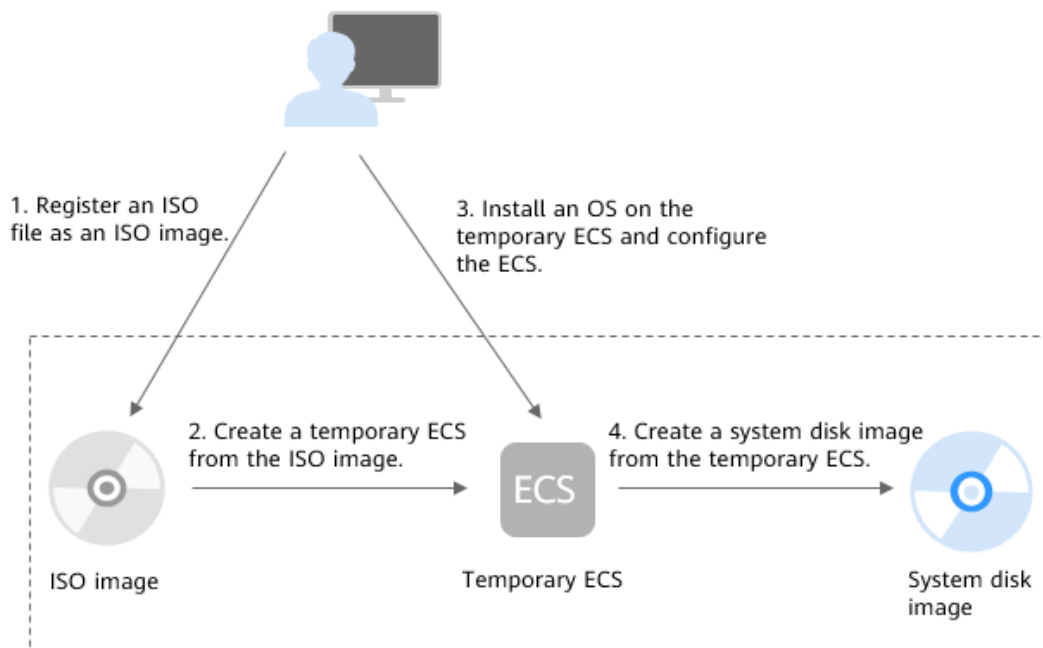 1. Register an ISO
file as an ISO image.
3. Install an OS on the
temporary ECS and configure
the ECS.
2. Create a temporary ECS
from the ISO image.
4. Create a system disk image
from the temporary ECS.
ECS
ISO image
Temporary ECS
System disk
image